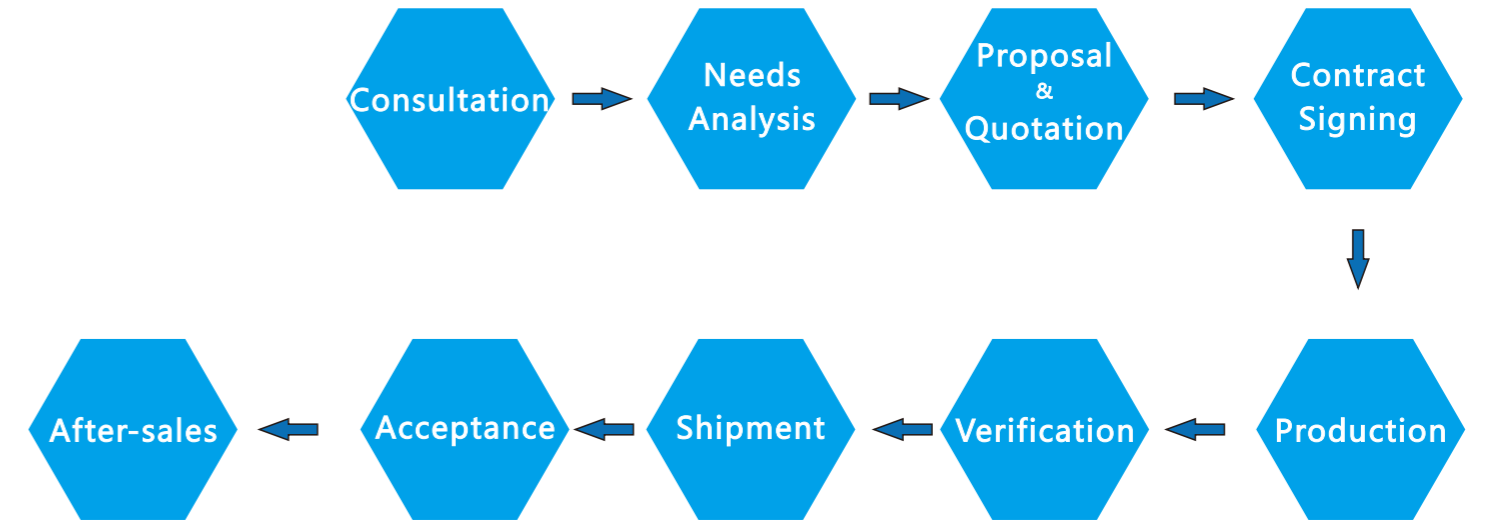 Consultation
Needs
Analysis
Proposal
&
Quotation
Contract
Signing
Production
Verification
Shipment
Acceptance
After-sales